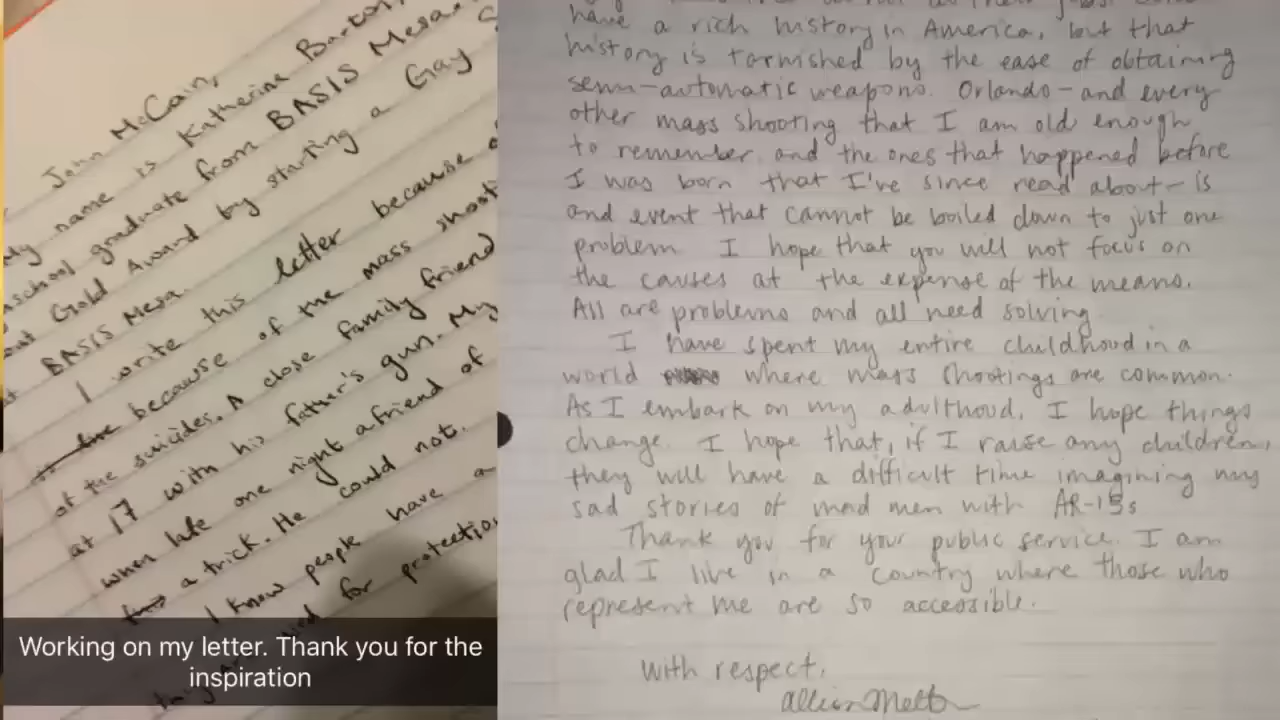 John McCain,
My name is Katherine Barton,
school graduate from BASIS Mesa
out Gold Award by starting a Gay S
at BASIS Mesa.
I write this letter because
because of the mass shooti
of the suicides. A close family friend
at 17 with his father's gun. My
when late one night a friend of
a trick. He could not.
I know people have a
for protection
Working on my letter. Thank you for the
inspiration
have a rich history in America, but that
history is tarnished by the ease of obtaining
semi-automatic weapons. Orlando - and every
other mass shooting that I am old enough
to remember and the ones that happened before
I was born that I've since read about - is
and event that cannot be boiled down to just one
problem. I hope that you will not focus on
the causes at the expense of the means.
All are problems and all need solving.
I have spent my entire childhood in a
world where mass shootings are common.
As I embark on my adulthood, I hope things
change. I hope that, if I raise any children,
they will have a difficult time imagining my
sad stories of mad men with AR-15s
Thank you for your public service. I am
glad I live in a country where those who
represent me are so accessible.
With respect,